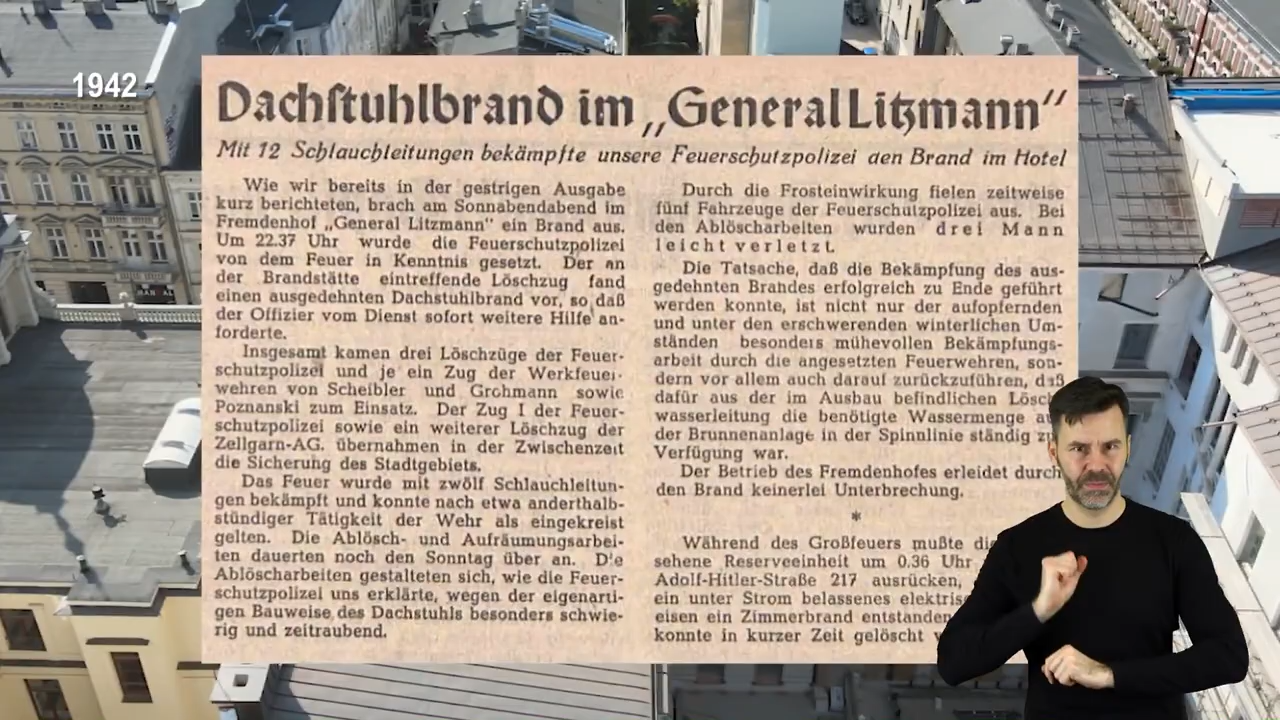 1942
Dachstuhlbrand im „General Litzmann“
Mit 12 Schlauchleitungen bekämpfte unsere Feuerschutzpolizei den Brand im Hotel
Wie wir bereits in der gestrigen Ausgabe
kurz berichteten, brach am Sonnabendabend im
Fremdenhof „General Litzmann“ ein Brand aus.
Um 22.37 Uhr wurde die Feuerschutzpolizei
von dem Feuer in Kenntnis gesetzt. Der an
der Brandstätte eintreffende Löschzug fand
einen ausgedehnten Dachstuhlbrand vor, so daß
der Offizier vom Dienst sofort weitere Hilfe an-
forderte.
Insgesamt kamen drei Löschzüge der Feuer-
schutzpolizei und je ein Zug der Werkfeuer-
wehren von Scheibler und Grohmann sowie
Poznanski zum Einsatz. Der Zug I der Feuer-
schutzpolizei sowie ein weiterer Löschzug der
Zellgarn-AG. übernahmen in der Zwischenzeit
die Sicherung des Stadtgebiets.
Das Feuer wurde mit zwölf Schlauchleitun-
gen bekämpft und konnte nach etwa anderthalb-
stündiger Tätigkeit der Wehr als eingekreist
gelten. Die Ablösch- und Aufräumungsarbei-
ten dauerten noch den Sonntag über an. Die
Ablöscharbeiten gestalteten sich, wie die Feuer-
schutzpolizei uns erklärte, wegen der eigenarti-
gen Bauweise des Dachstuhls besonders schwie-
rig und zeitraubend.
Durch die Frosteinwirkung fielen zeitweise
fünf Fahrzeuge der Feuerschutzpolizei aus. Bei
den Ablöscharbeiten wurden drei Mann
leicht verletzt.
Die Tatsache, daß die Bekämpfung des aus-
gedehnten Brandes erfolgreich zu Ende geführt
werden konnte, ist nicht nur der aufopfernden
und unter den erschwerenden winterlichen Um-
ständen besonders mühevollen Bekämpfungs-
arbeit durch die angesetzten Feuerwehren, son-
dern vor allem auch darauf zurückzuführen, daß
dafür aus der im Ausbau befindlichen Lösch
wasserleitung die benötigte Wassermenge
der Brunnenanlage in der Spinnlinie ständig
Verfügung war.
Der Betrieb des Fremdenhofes erleidet durch
den Brand keinerlei Unterbrechung.
*
Während des Großfeuers mußte
sehene Reserveeinheit um 0.36 Uhr
Adolf-Hitler-Straße 217 ausrücken,
ein unter Strom belassenes
eisen ein Zimmerbrand entstanden
konnte in kurzer Zeit gelöscht